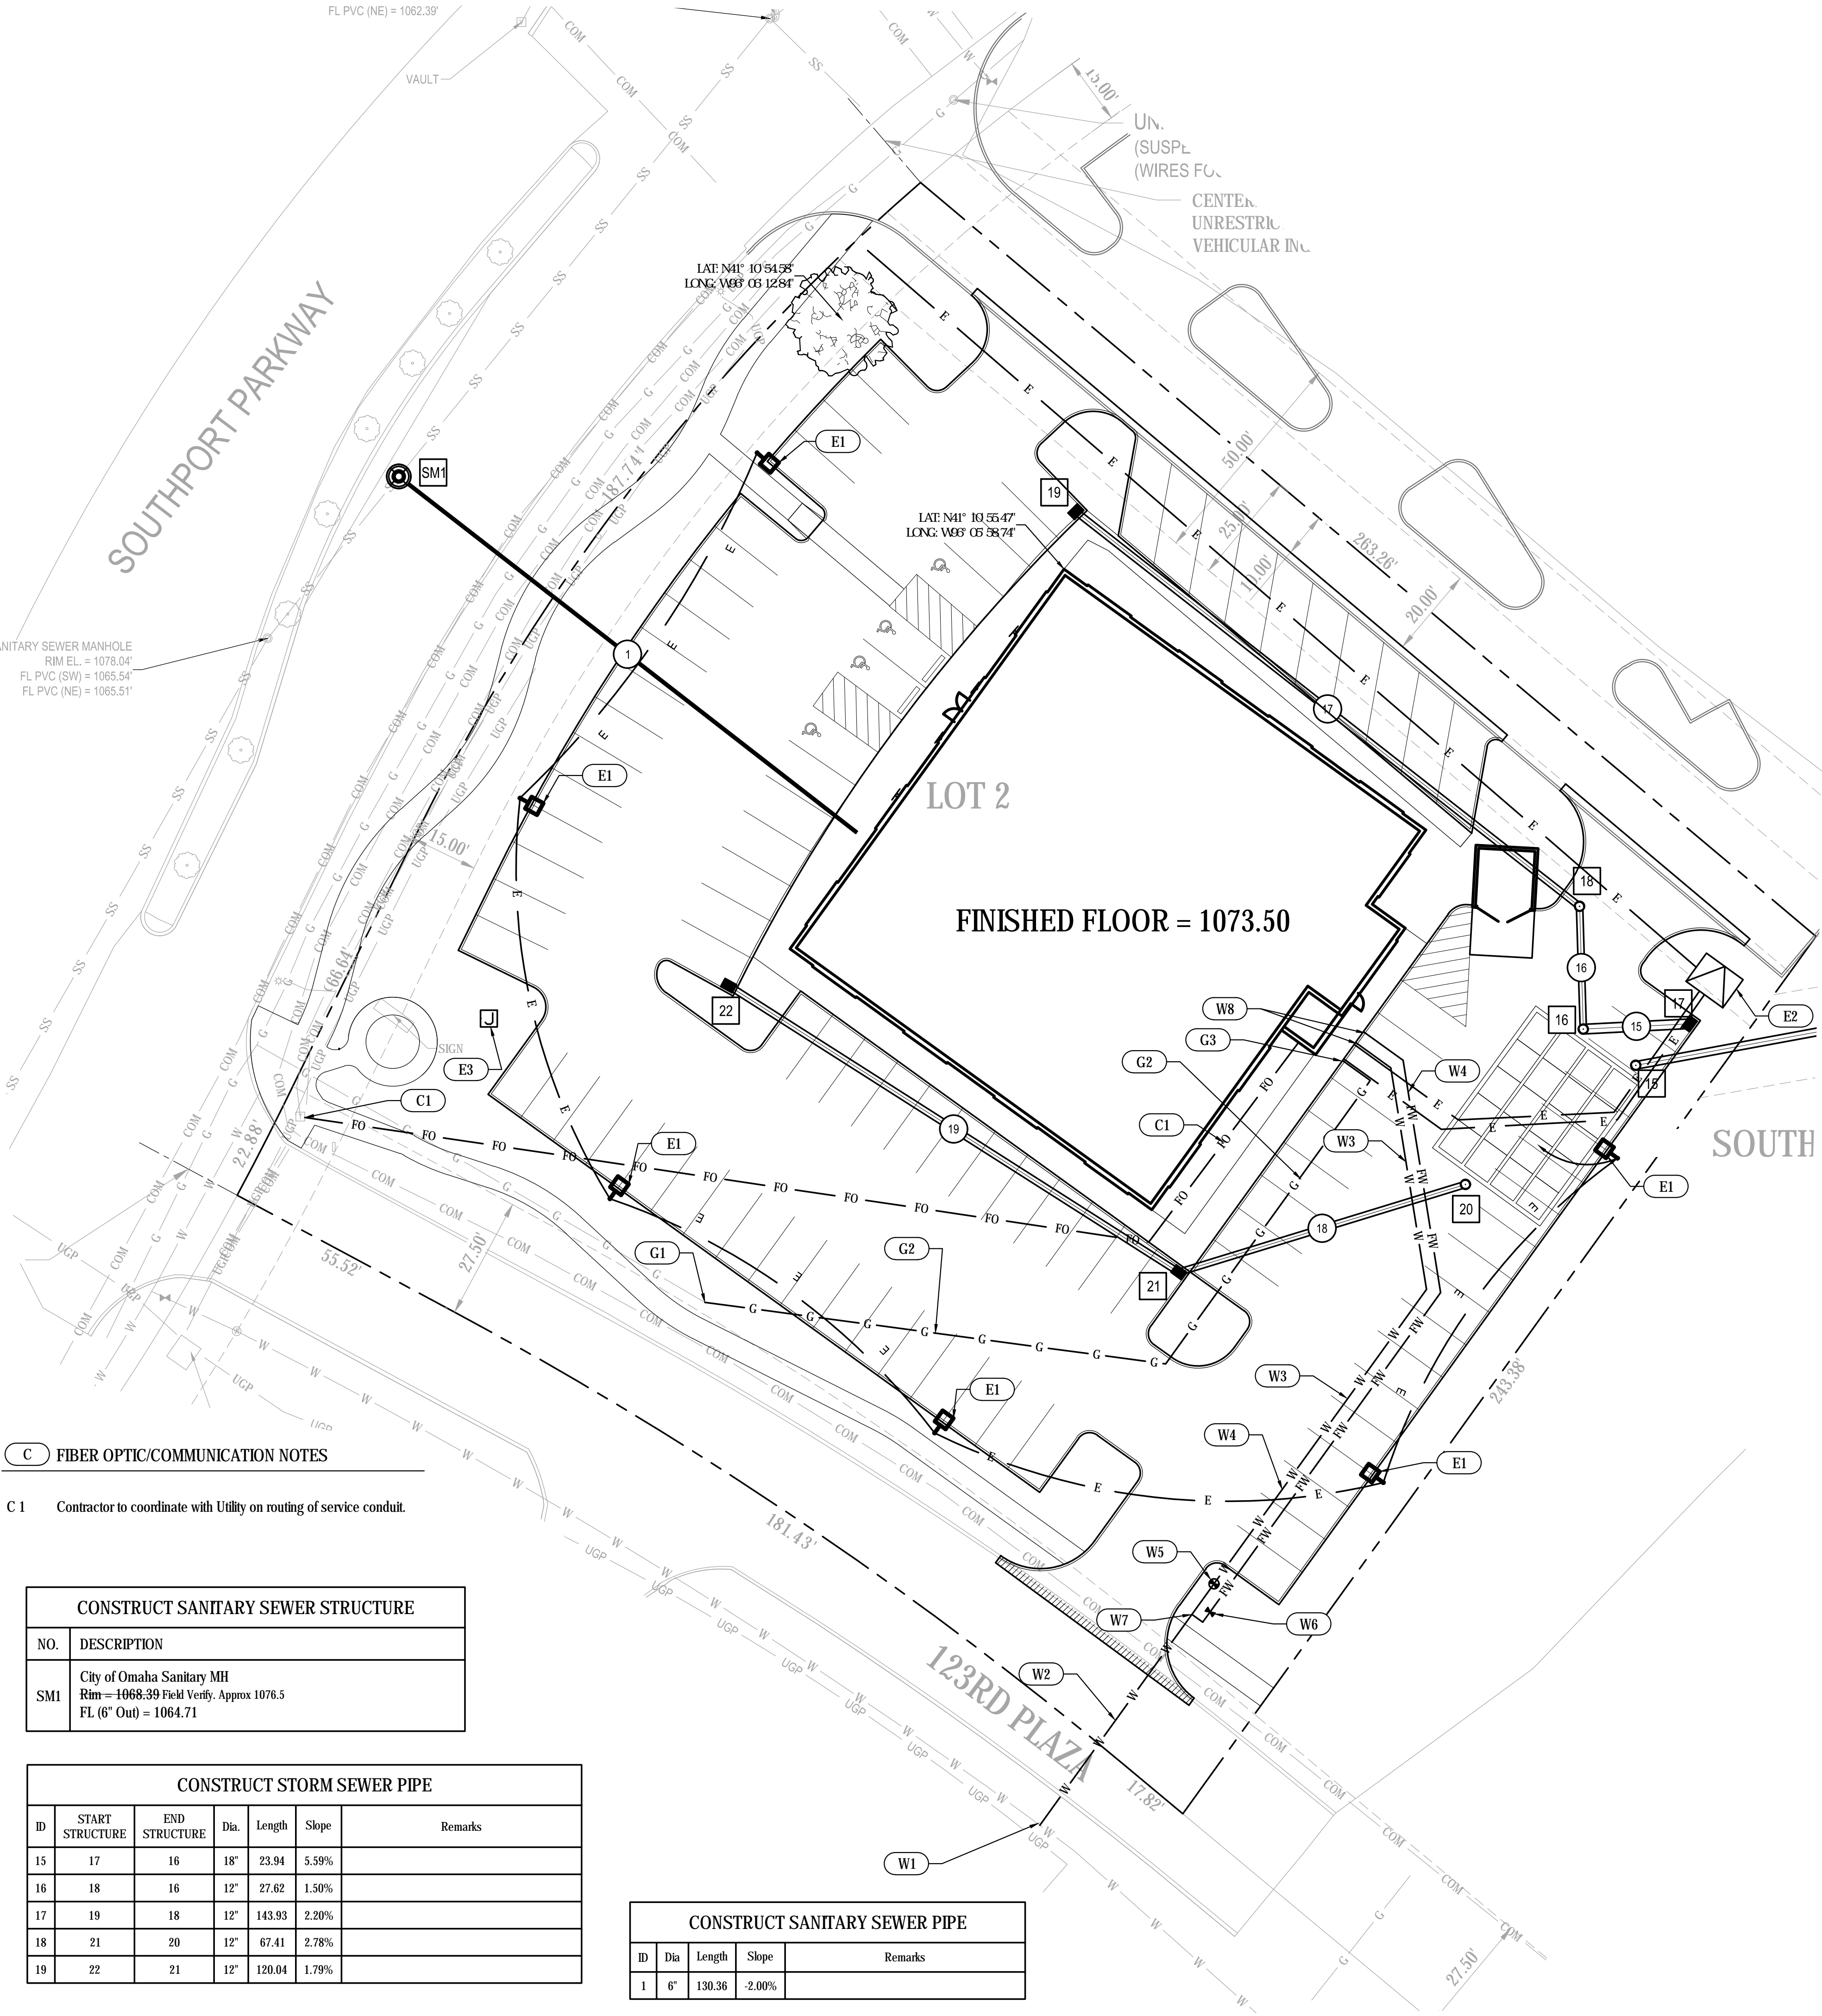 FL PVC (NE) = 1062.39'
VAULT
15.00'
(WIRES
UNRESTRIC
VEHICULAR
SOUTHPORT PARKWAY
LAT: N41° 10' 54.58"
LONG: W96° 06' 12.84"
E1
SM1
187.74'
19
LAT: N41° 10' 55.47"
LONG: W96° 05' 58.74"
50.00'
25.00'
10.00'
263.26'
20.00'
SANITARY SEWER MANHOLE
RIM EL. = 1078.04'
FL PVC (SW) = 1065.54'
FL PVC (NE) = 1065.51'
1
17
E1
LOT 2
15.00'
18
FINISHED FLOOR = 1073.50
66.64'
16
22
W8
16
17
15
E2
J
SIGN
G3
E3
G2
W4
15
C1
22.88'
19
C1
W3
E1
SOUTH
E1
20
18
55.52'
27.50'
G1
G2
21
E1
W3
243.38'
W4
E1
C FIBER OPTIC/COMMUNICATION NOTES
C 1 Contractor to coordinate with Utility on routing of service conduit.
181.43'
W5
W7
W6
W2
123RD PLAZA
17.82'
W1
27.50'
CONSTRUCT SANITARY SEWER STRUCTURE
NO. DESCRIPTION
SM1
City of Omaha Sanitary MH
Rim = 1068.39 Field Verify. Approx 1076.5
FL (6" Out) = 1064.71
CONSTRUCT STORM SEWER PIPE
ID START STRUCTURE END STRUCTURE Dia. Length Slope Remarks
15 17 16 18" 23.94 5.59%
16 18 16 12" 27.62 1.50%
17 19 18 12" 143.93 2.20%
18 21 20 12" 67.41 2.78%
19 22 21 12" 120.04 1.79%
CONSTRUCT SANITARY SEWER PIPE
ID Dia Length Slope Remarks
1 6" 130.36 -2.00%